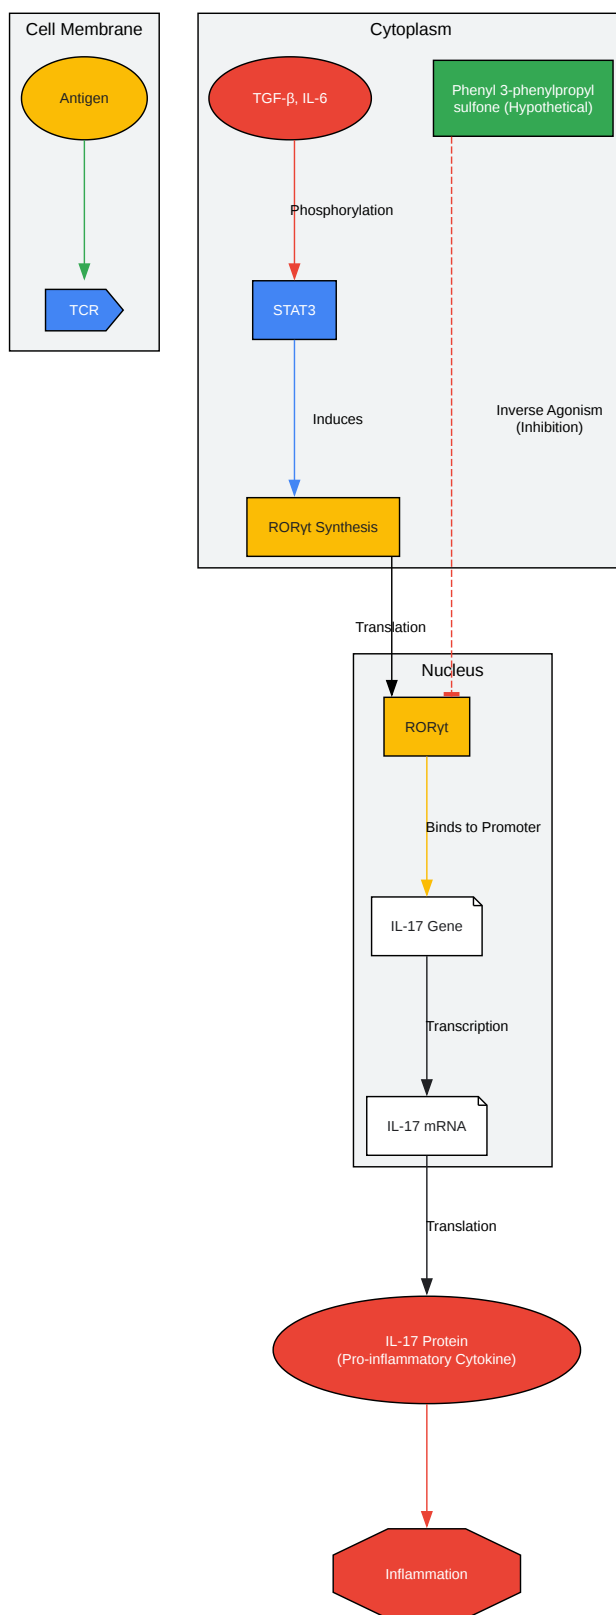 Cell Membrane
Antigen
TCR
Cytoplasm
TGF-β, IL-6
Phenyl 3-phenylpropyl
sulfone (Hypothetical)
Phosphorylation
STAT3
Induces
Inverse Agonism
(Inhibition)
RORγt Synthesis
Translation
Nucleus
RORγt
Binds to Promoter
IL-17 Gene
Transcription
IL-17 mRNA
Translation
IL-17 Protein
(Pro-inflammatory Cytokine)
Inflammation